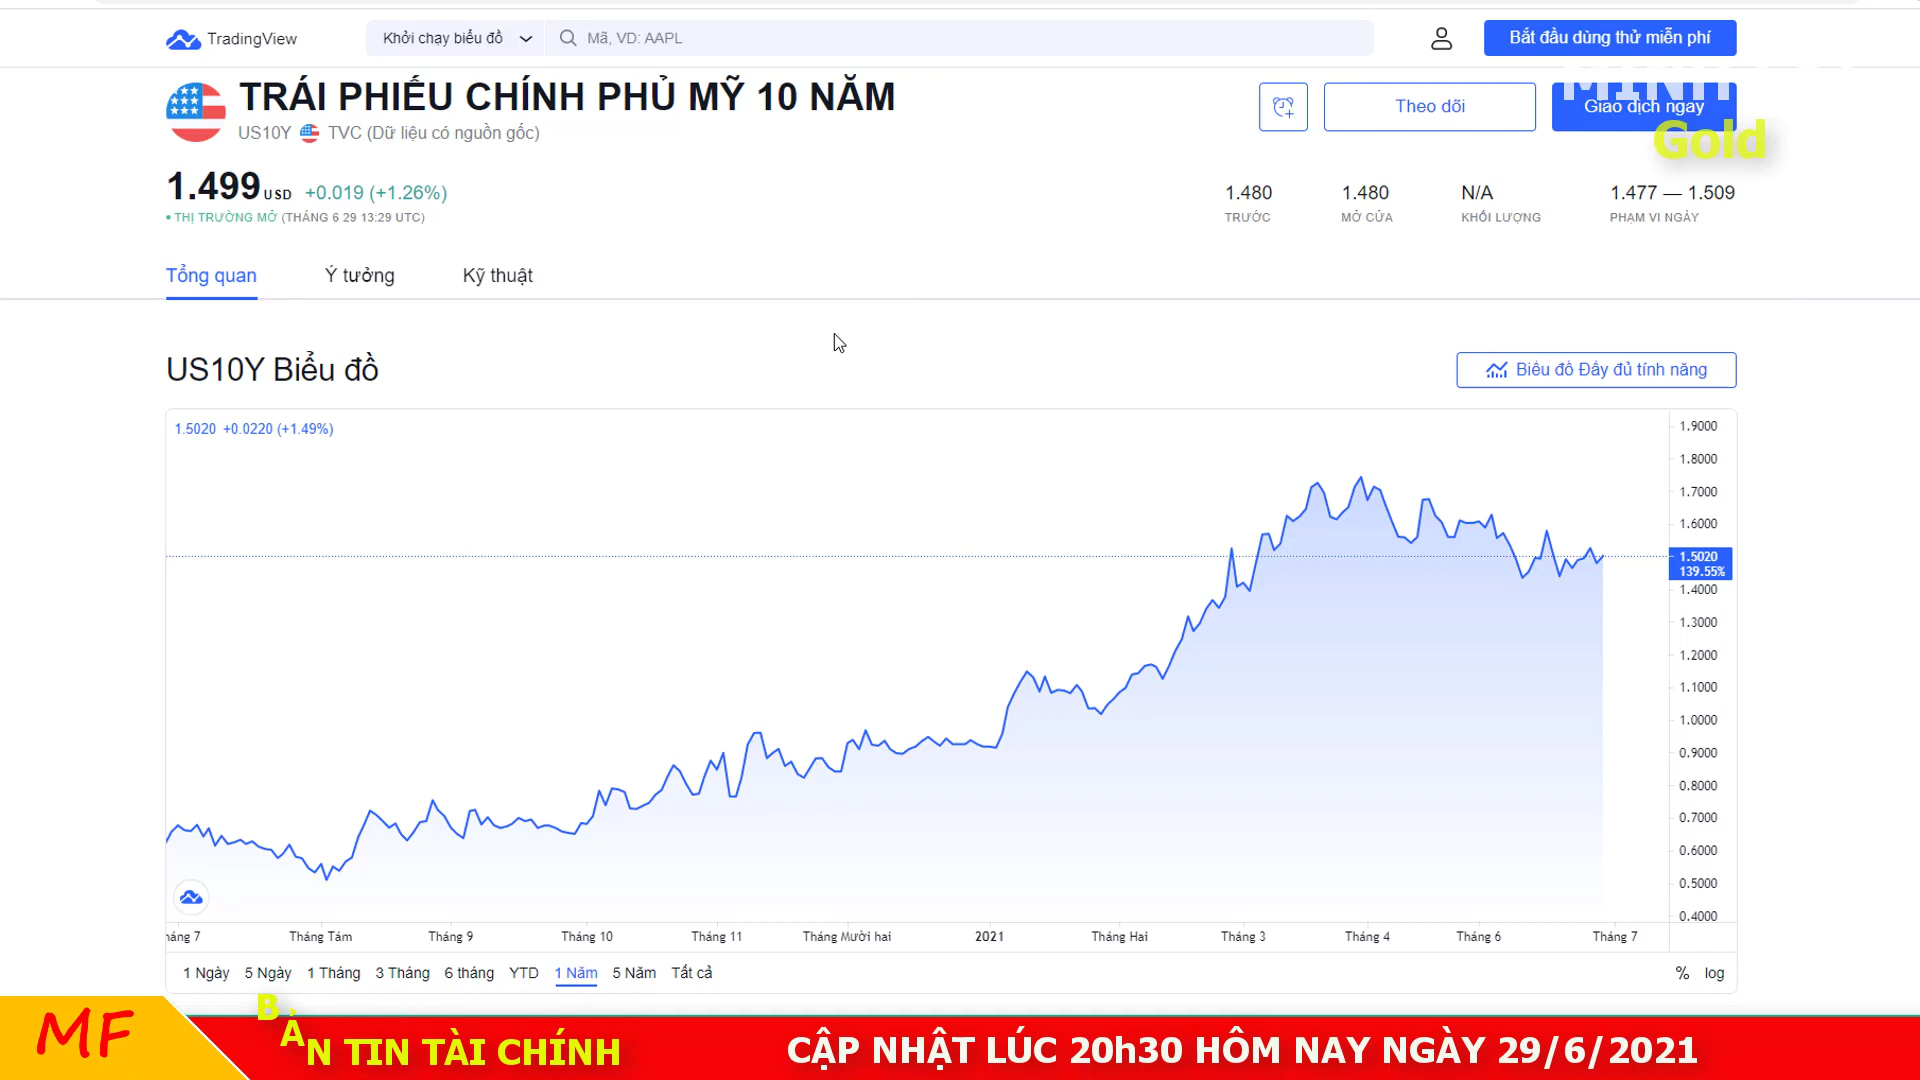 TradingView
Khởi chạy biểu đồ
Mã, VD: AAPL
Bắt đầu dùng thử miễn phí
TRÁI PHIẾU CHÍNH PHỦ MỸ 10 NĂM
US10Y TVC (Dữ liệu có nguồn gốc)
Theo dõi
Giao dịch ngay
MINH
Gold
1.499 USD +0.019 (+1.26%)
THỊ TRƯỜNG MỞ (THÁNG 6 29 13:29 UTC)
1.480
TRƯỚC
1.480
MỞ CỬA
N/A
KHỐI LƯỢNG
1.477 — 1.509
PHẠM VI NGÀY
Tổng quan
Ý tưởng
Kỹ thuật
US10Y Biểu đồ
Biểu đồ Đầy đủ tính năng
1.5020 +0.0220 (+1.49%)
1.9000
1.8000
1.7000
1.6000
1.5020
139.55%
1.4000
1.3000
1.2000
1.1000
1.0000
0.9000
0.8000
0.7000
0.6000
0.5000
0.4000
háng 7 Tháng Tám Tháng 9 Tháng 10 Tháng 11 Tháng Mười hai 2021 Tháng Hai Tháng 3 Tháng 4 Tháng 6 Tháng 7
1 Ngày 5 Ngày 1 Tháng 3 Tháng 6 tháng YTD 1 Năm 5 Năm Tất cả
% log
MF
BẢN TIN TÀI CHÍNH
CẬP NHẬT LÚC 20h30 HÔM NAY NGÀY 29/6/2021